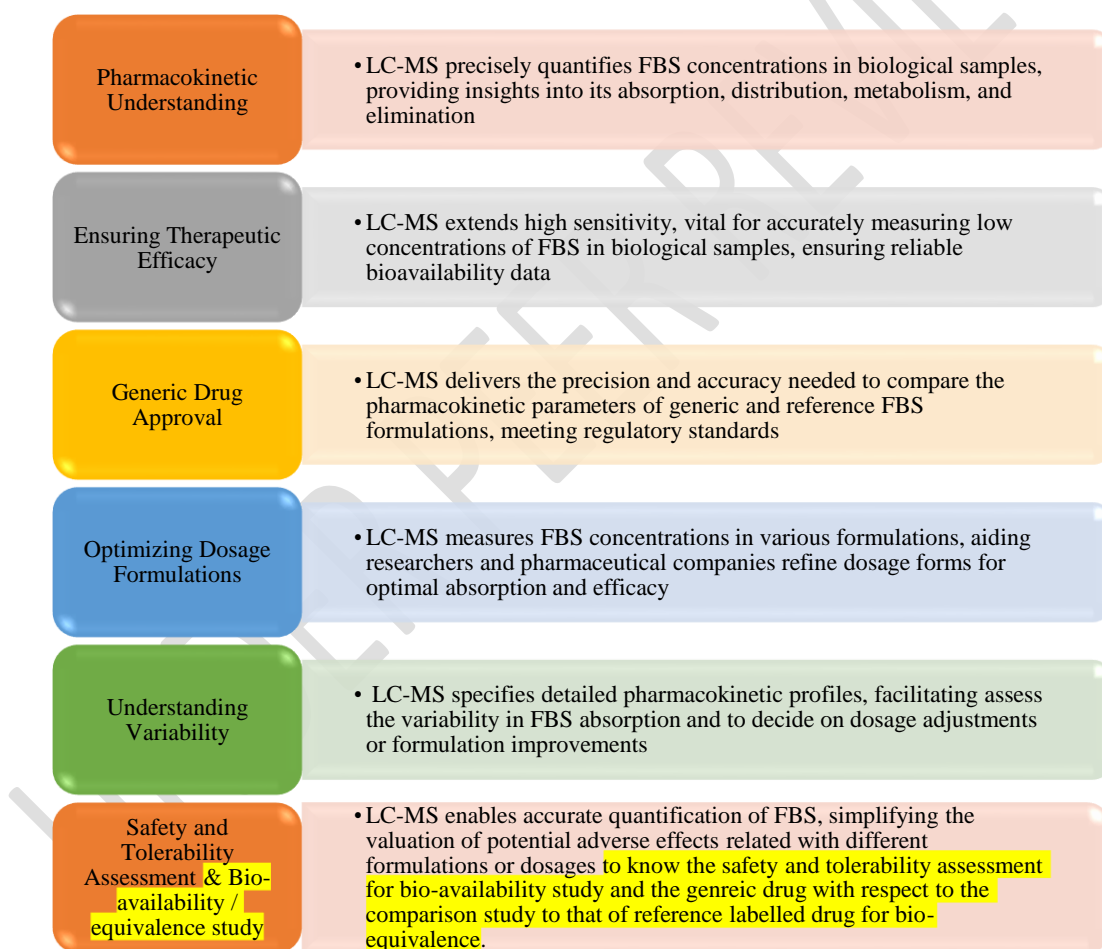 Pharmacokinetic
Understanding
• LC-MS precisely quantifies FBS concentrations in biological samples,
providing insights into its absorption, distribution, metabolism, and
elimination
Ensuring Therapeutic
Efficacy
• LC-MS extends high sensitivity, vital for accurately measuring low
concentrations of FBS in biological samples, ensuring reliable
bioavailability data
Generic Drug
Approval
• LC-MS delivers the precision and accuracy needed to compare the
pharmacokinetic parameters of generic and reference FBS
formulations, meeting regulatory standards
Optimizing Dosage
Formulations
• LC-MS measures FBS concentrations in various formulations, aiding
researchers and pharmaceutical companies refine dosage forms for
optimal absorption and efficacy
Understanding
Variability
• LC-MS specifies detailed pharmacokinetic profiles, facilitating assess
the variability in FBS absorption and to decide on dosage adjustments
or formulation improvements
Safety and
Tolerability
Assessment & Bio-
availability /
equivalence study
• LC-MS enables accurate quantification of FBS, simplifying the
valuation of potential adverse effects related with different
formulations or dosages to know the safety and tolerability assessment
for bio-availability study and the genreic drug with respect to the
comparison study to that of reference labelled drug for bio-
equivalence.
PEER